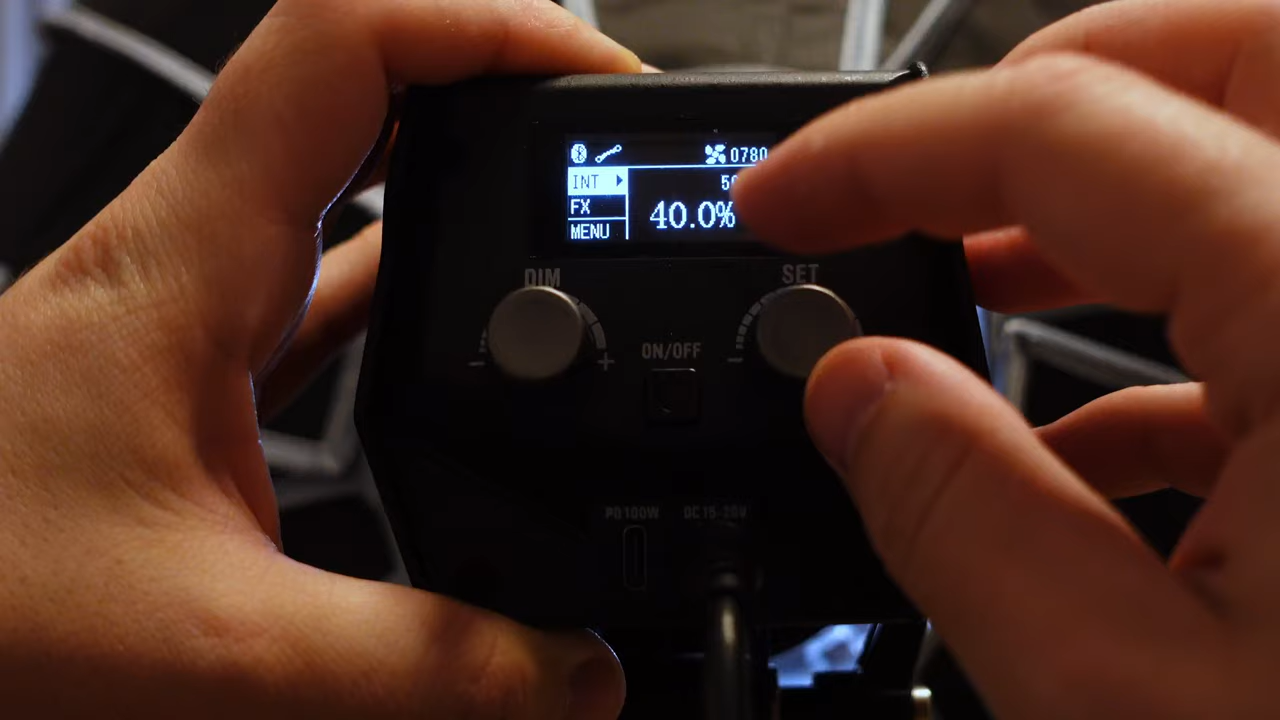 0780
INT
FX
40.0%
MENU
DIM
SET
- +
ON/OFF
-
PD100W DC15-20V